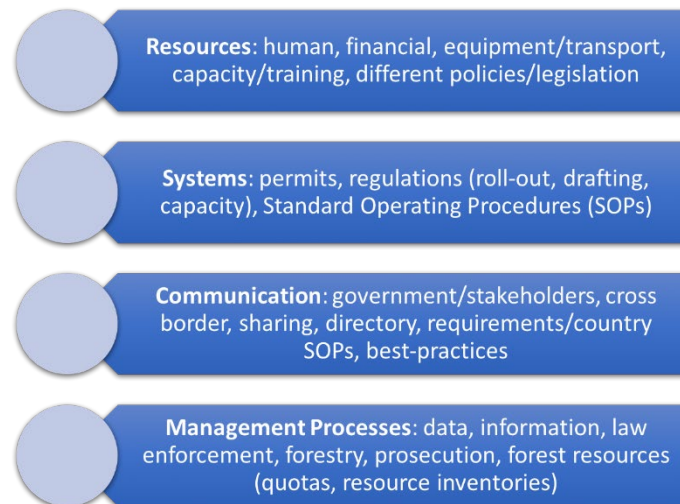 Resources: human, financial, equipment/transport,
capacity/training, different policies/legislation
Systems: permits, regulations (roll-out, drafting,
capacity), Standard Operating Procedures (SOPs)
Communication: government/stakeholders, cross
border, sharing, directory, requirements/country
SOPs, best-practices
Management Processes: data, information, law
enforcement, forestry, prosecution, forest resources
(quotas, resource inventories)